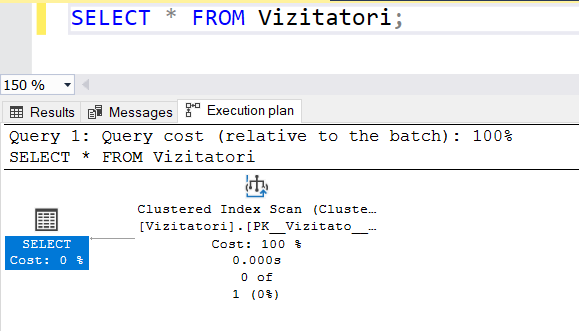 SELECT * FROM Vizitatori;
150 %
Results Messages Execution plan
Query 1: Query cost (relative to the batch): 100%
SELECT * FROM Vizitatori
Clustered Index Scan (Cluste…
[Vizitatori].[PK__Vizitato__…
Cost: 100 %
0.000s
0 of
1 (0%)
SELECT
Cost: 0 %